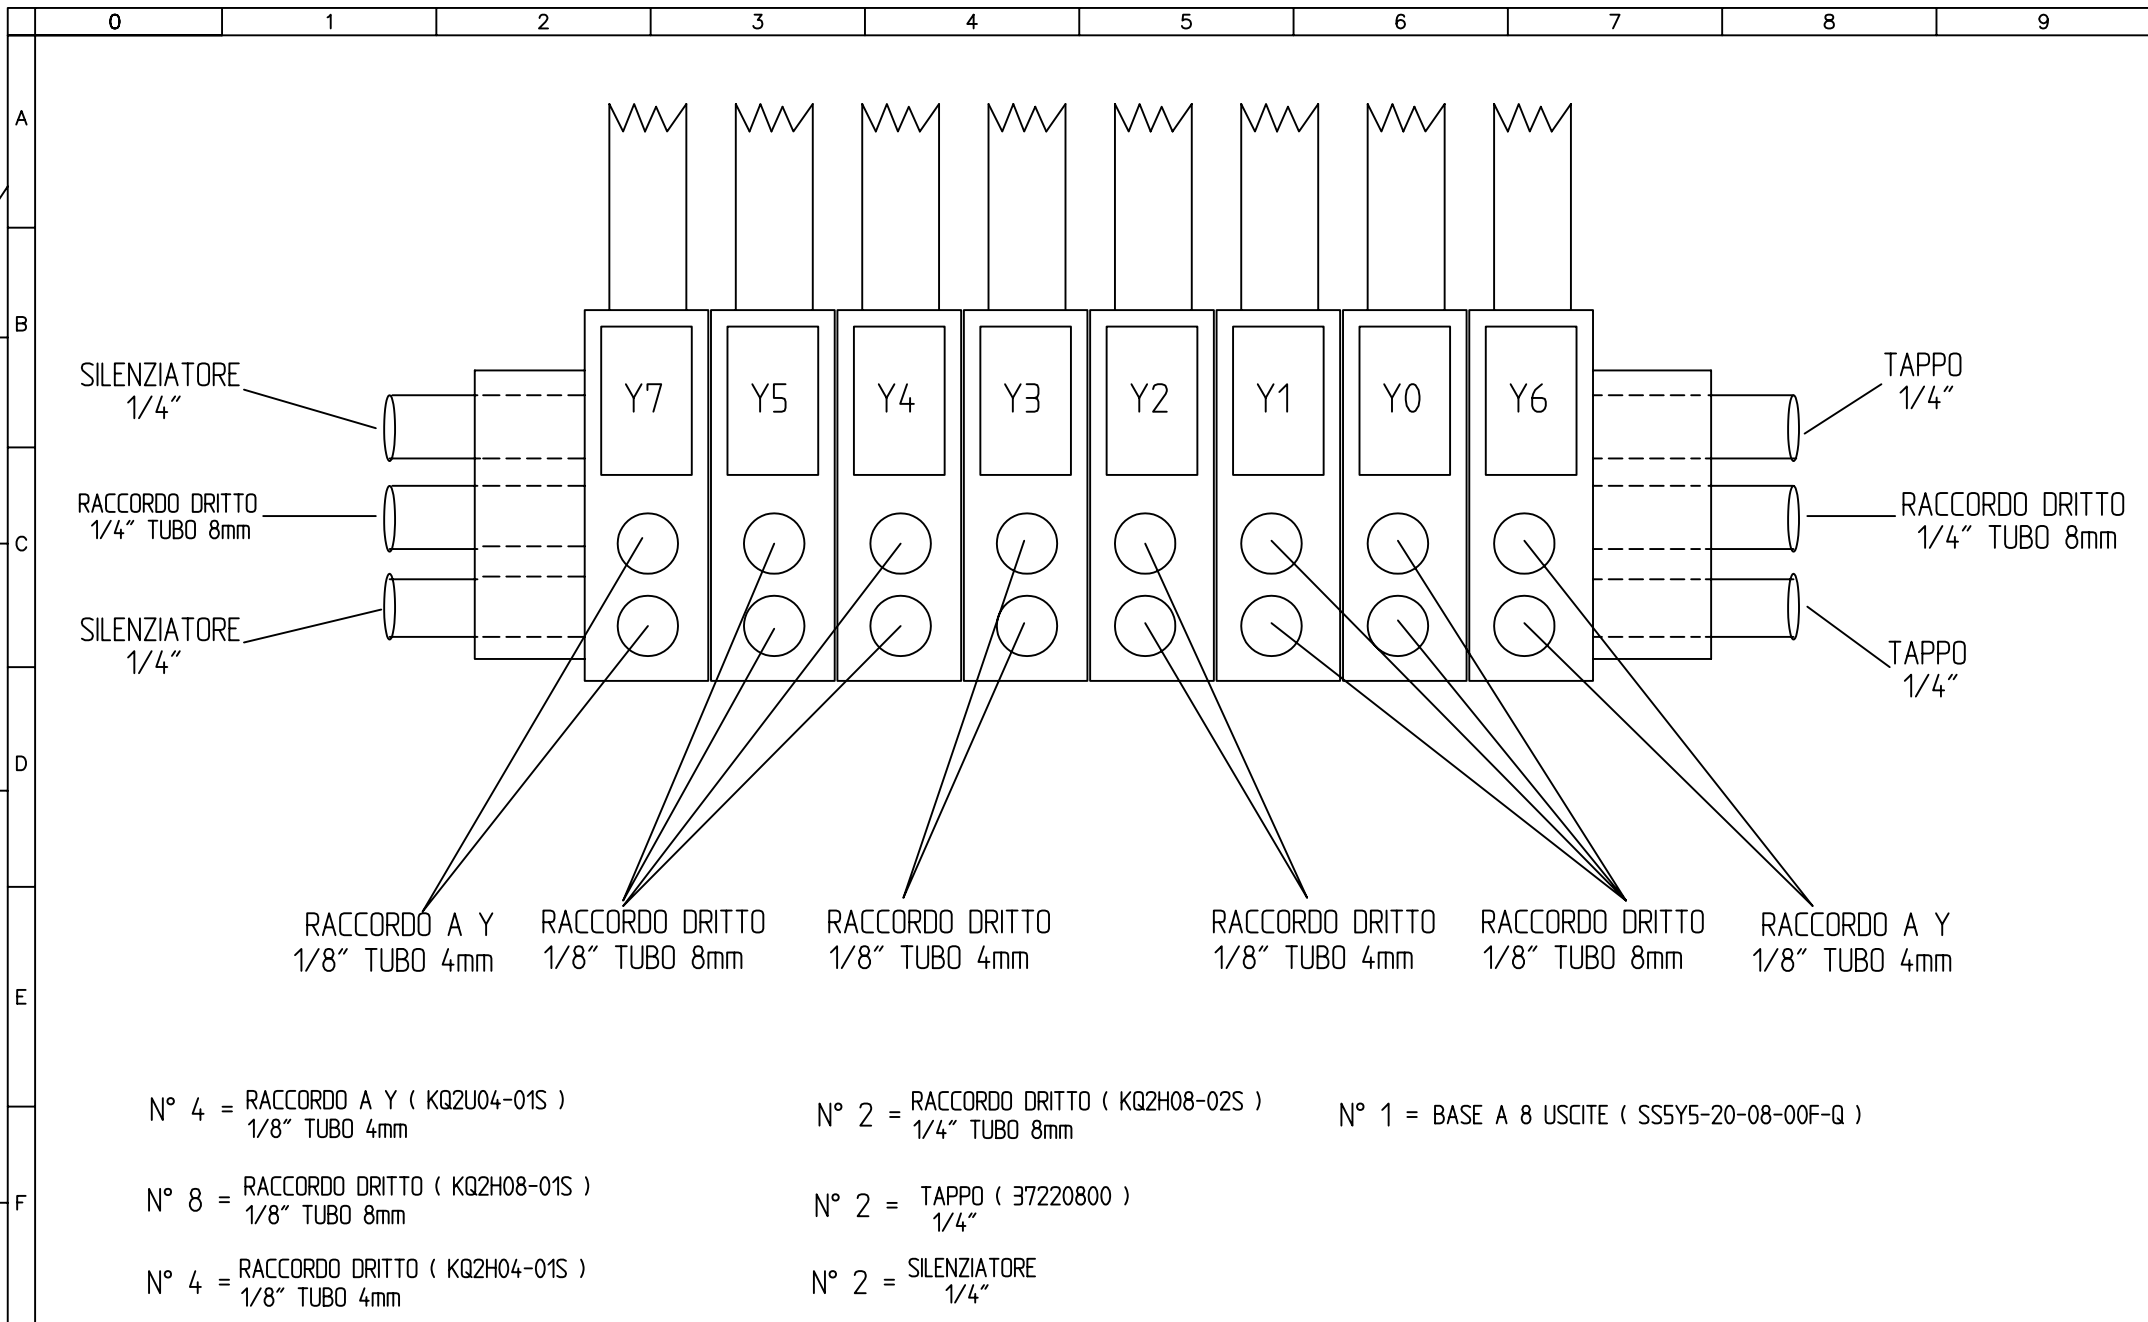 0 1 2 3 4 5 6 7 8 9
A
B
C
D
E
F
Y7 Y5 Y4 Y3 Y2 Y1 Y0 Y6
SILENZIATORE
1/4"
RACCORDO DRITTO
1/4" TUBO 8mm
SILENZIATORE
1/4"
TAPPO
1/4"
RACCORDO DRITTO
1/4" TUBO 8mm
TAPPO
1/4"
RACCORDO A Y
1/8" TUBO 4mm
RACCORDO DRITTO
1/8" TUBO 8mm
RACCORDO DRITTO
1/8" TUBO 4mm
RACCORDO DRITTO
1/8" TUBO 4mm
RACCORDO DRITTO
1/8" TUBO 8mm
RACCORDO A Y
1/8" TUBO 4mm
N° 4 = RACCORDO A Y ( KQ2U04-01S )
1/8" TUBO 4mm
N° 8 = RACCORDO DRITTO ( KQ2H08-01S )
1/8" TUBO 8mm
N° 4 = RACCORDO DRITTO ( KQ2H04-01S )
1/8" TUBO 4mm
N° 2 = RACCORDO DRITTO ( KQ2H08-02S )
1/4" TUBO 8mm
N° 2 = TAPPO ( 37220800 )
1/4"
N° 2 = SILENZIATORE
1/4"
N° 1 = BASE A 8 USCITE ( SS5Y5-20-08-00F-Q )